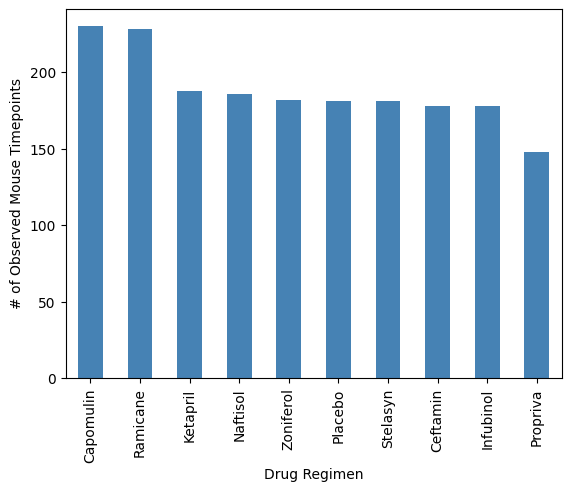 # of Observed Mouse Timepoints
200
150
100
50
0
Capomulin
Ramicane
Ketapril
Naftisol
Zoniferol
Placebo
Stelasyn
Ceftamin
Infubinol
Propriva
Drug Regimen